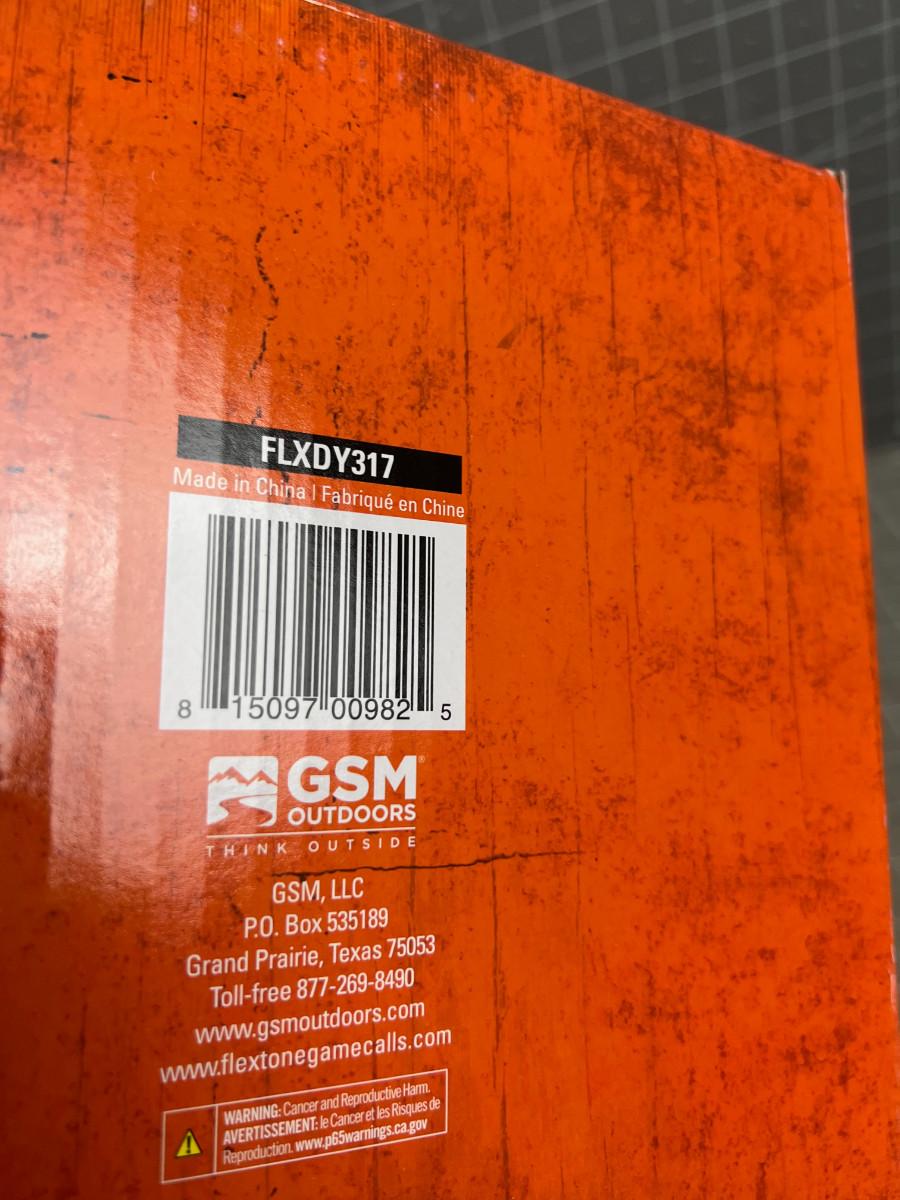 FLXDY317
Made in China | Fabriqué en Chine
8 15097 00982 5
GSM®
OUTDOORS
THINK OUTSIDE
GSM, LLC
P.O. Box 535189
Grand Prairie, Texas 75053
Toll-free 877-269-8490
www.gsmoutdoors.com
www.flextonegamecalls.com
WARNING: Cancer and Reproductive Harm.
AVERTISSEMENT: le Cancer et les Risques de
Reproduction. www.p65warnings.ca.gov